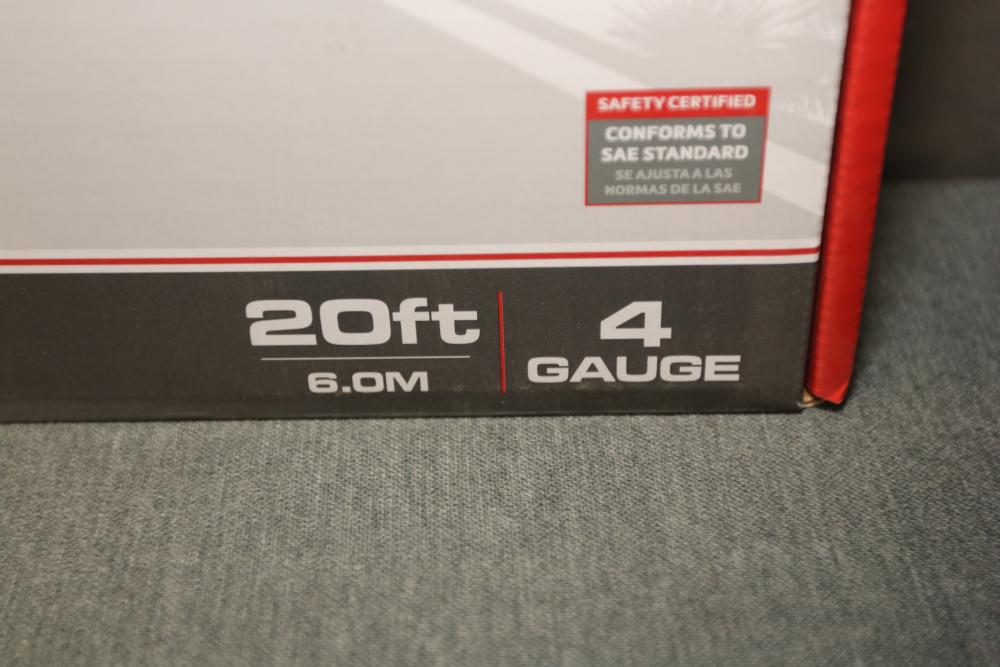 SAFETY CERTIFIED
CONFORMS TO
SAE STANDARD
SE AJUSTA A LAS
NORMAS DE LA SAE
20ft
6.0M
4
GAUGE